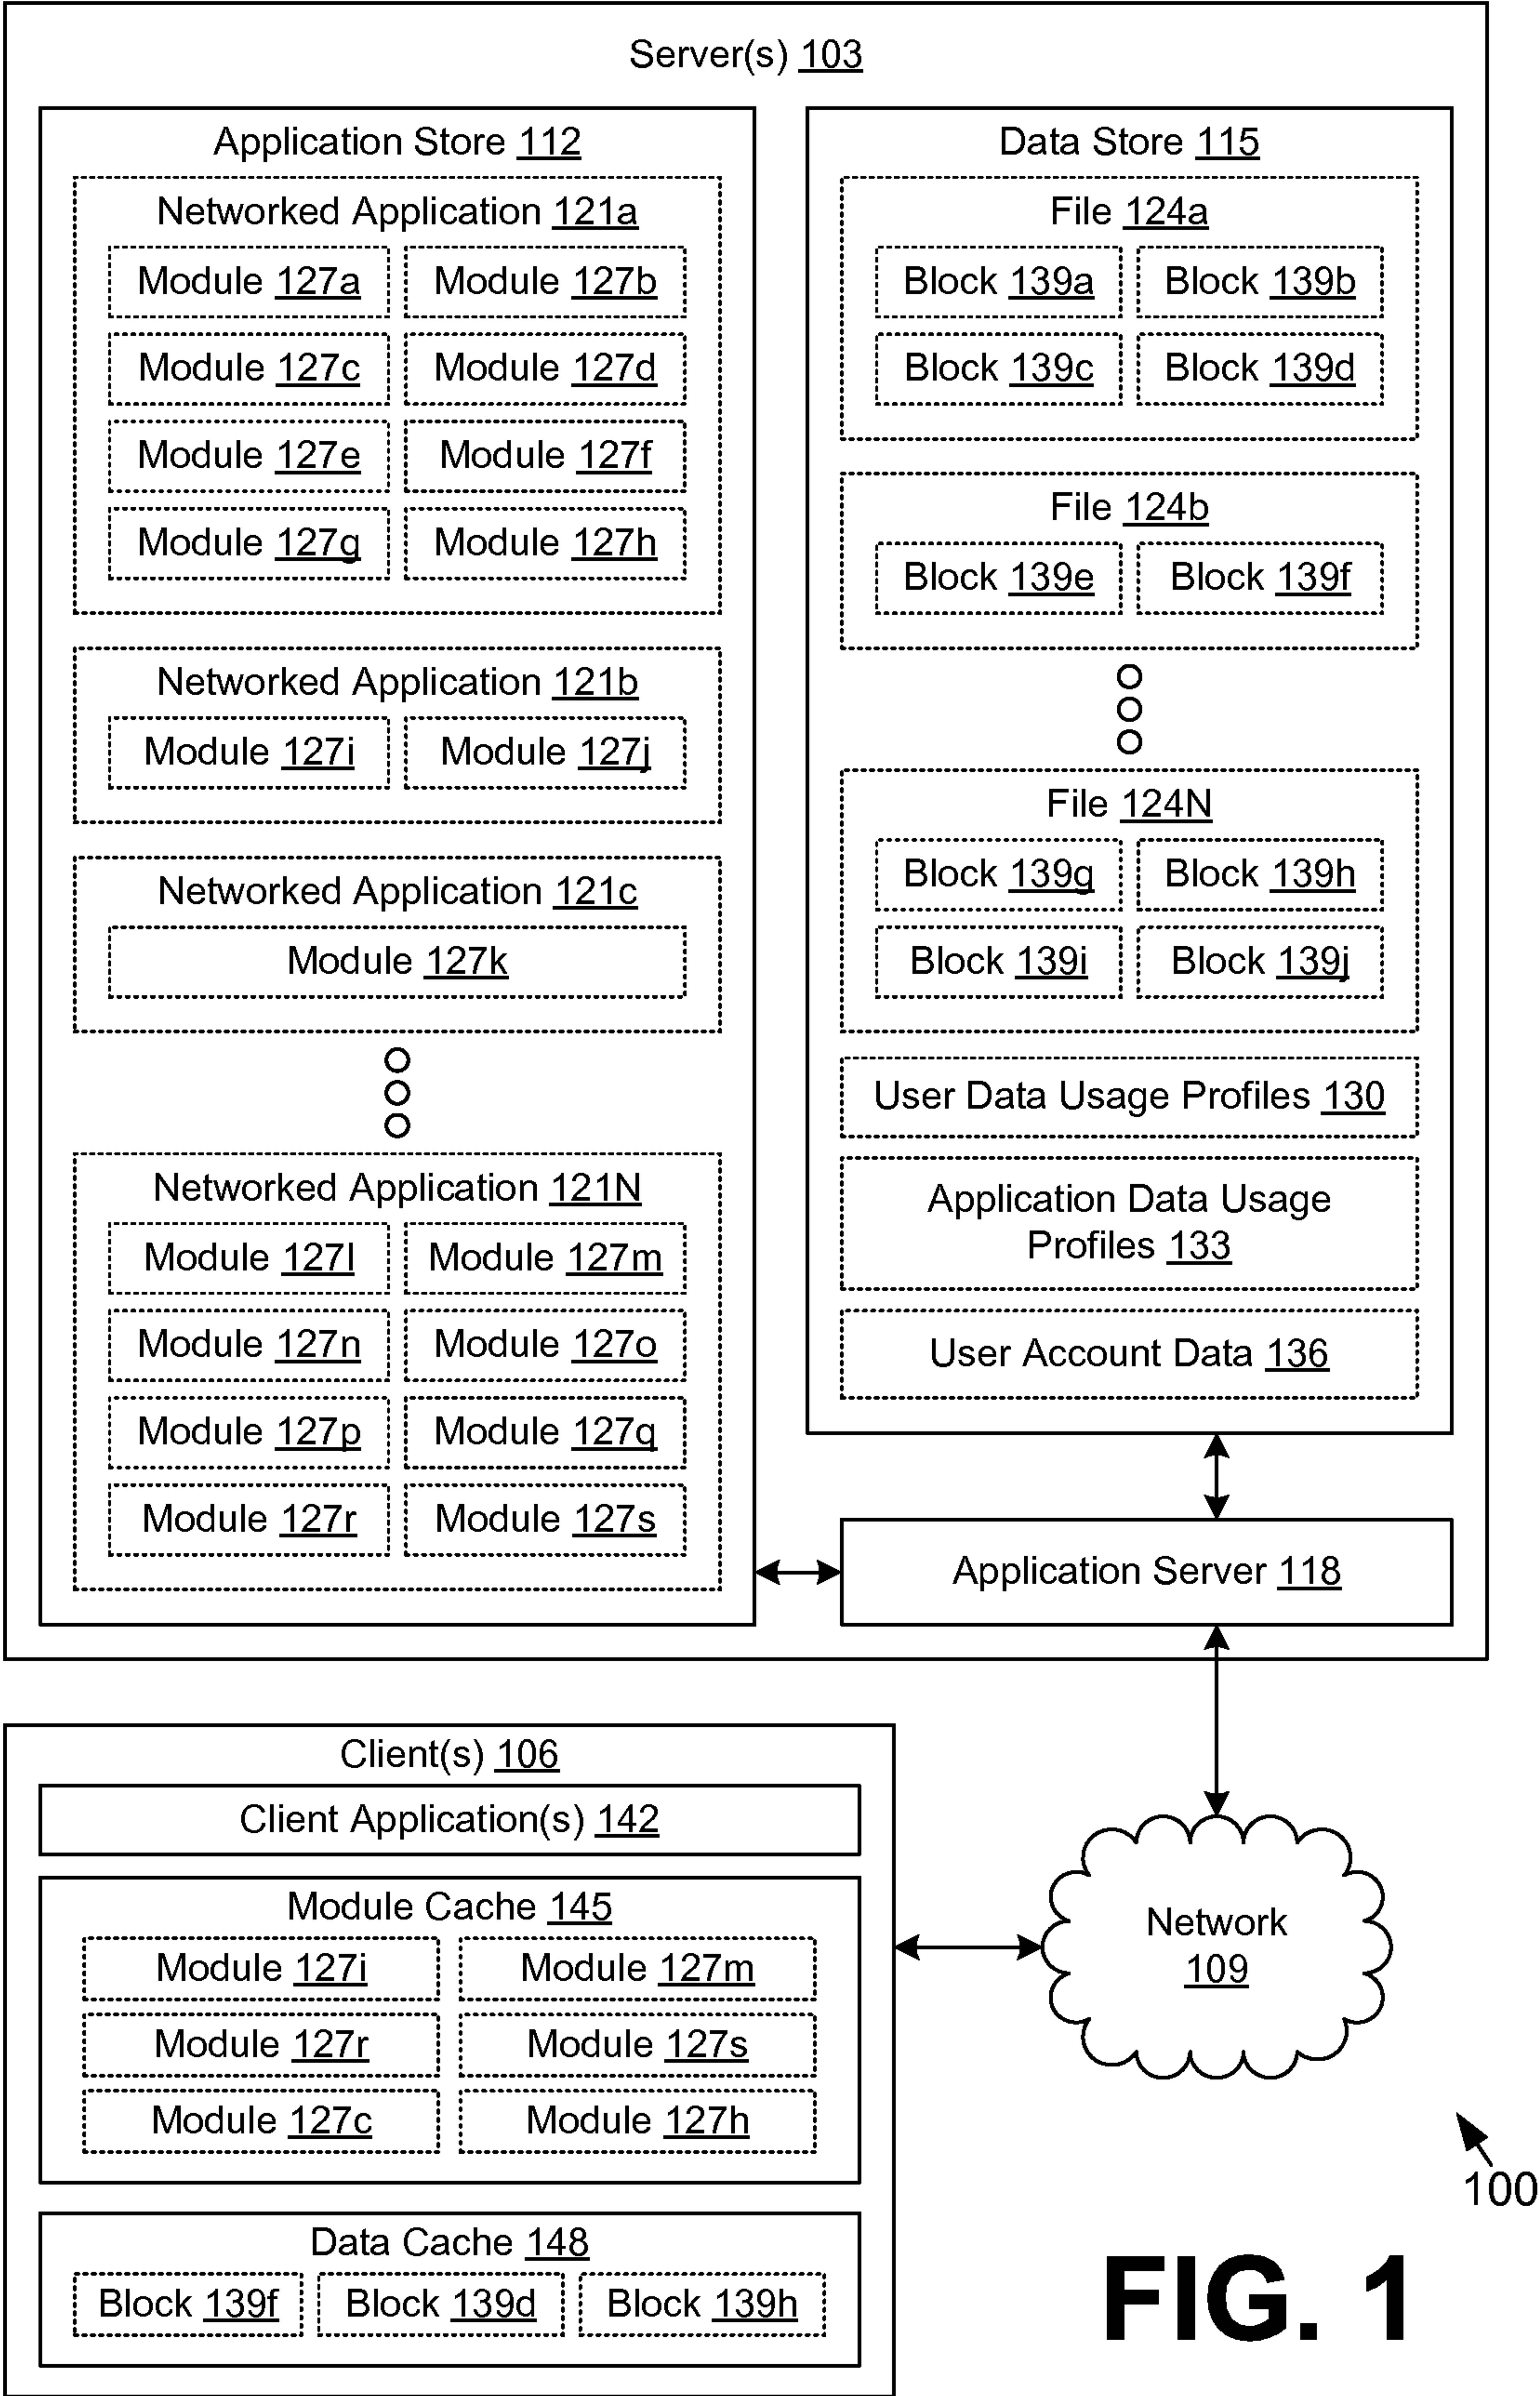 Server(s) 103
Application Store 112
Networked Application 121a
Module 127a
Module 127b
Module 127c
Module 127d
Module 127e
Module 127f
Module 127g
Module 127h
Networked Application 121b
Module 127i
Module 127j
Networked Application 121c
Module 127k
Networked Application 121N
Module 127l
Module 127m
Module 127n
Module 127o
Module 127p
Module 127q
Module 127r
Module 127s
Data Store 115
File 124a
Block 139a
Block 139b
Block 139c
Block 139d
File 124b
Block 139e
Block 139f
File 124N
Block 139g
Block 139h
Block 139i
Block 139j
User Data Usage Profiles 130
Application Data Usage
Profiles 133
User Account Data 136
Application Server 118
Client(s) 106
Client Application(s) 142
Module Cache 145
Module 127i
Module 127m
Module 127r
Module 127s
Module 127c
Module 127h
Data Cache 148
Block 139f
Block 139d
Block 139h
Network
109
100
FIG. 1